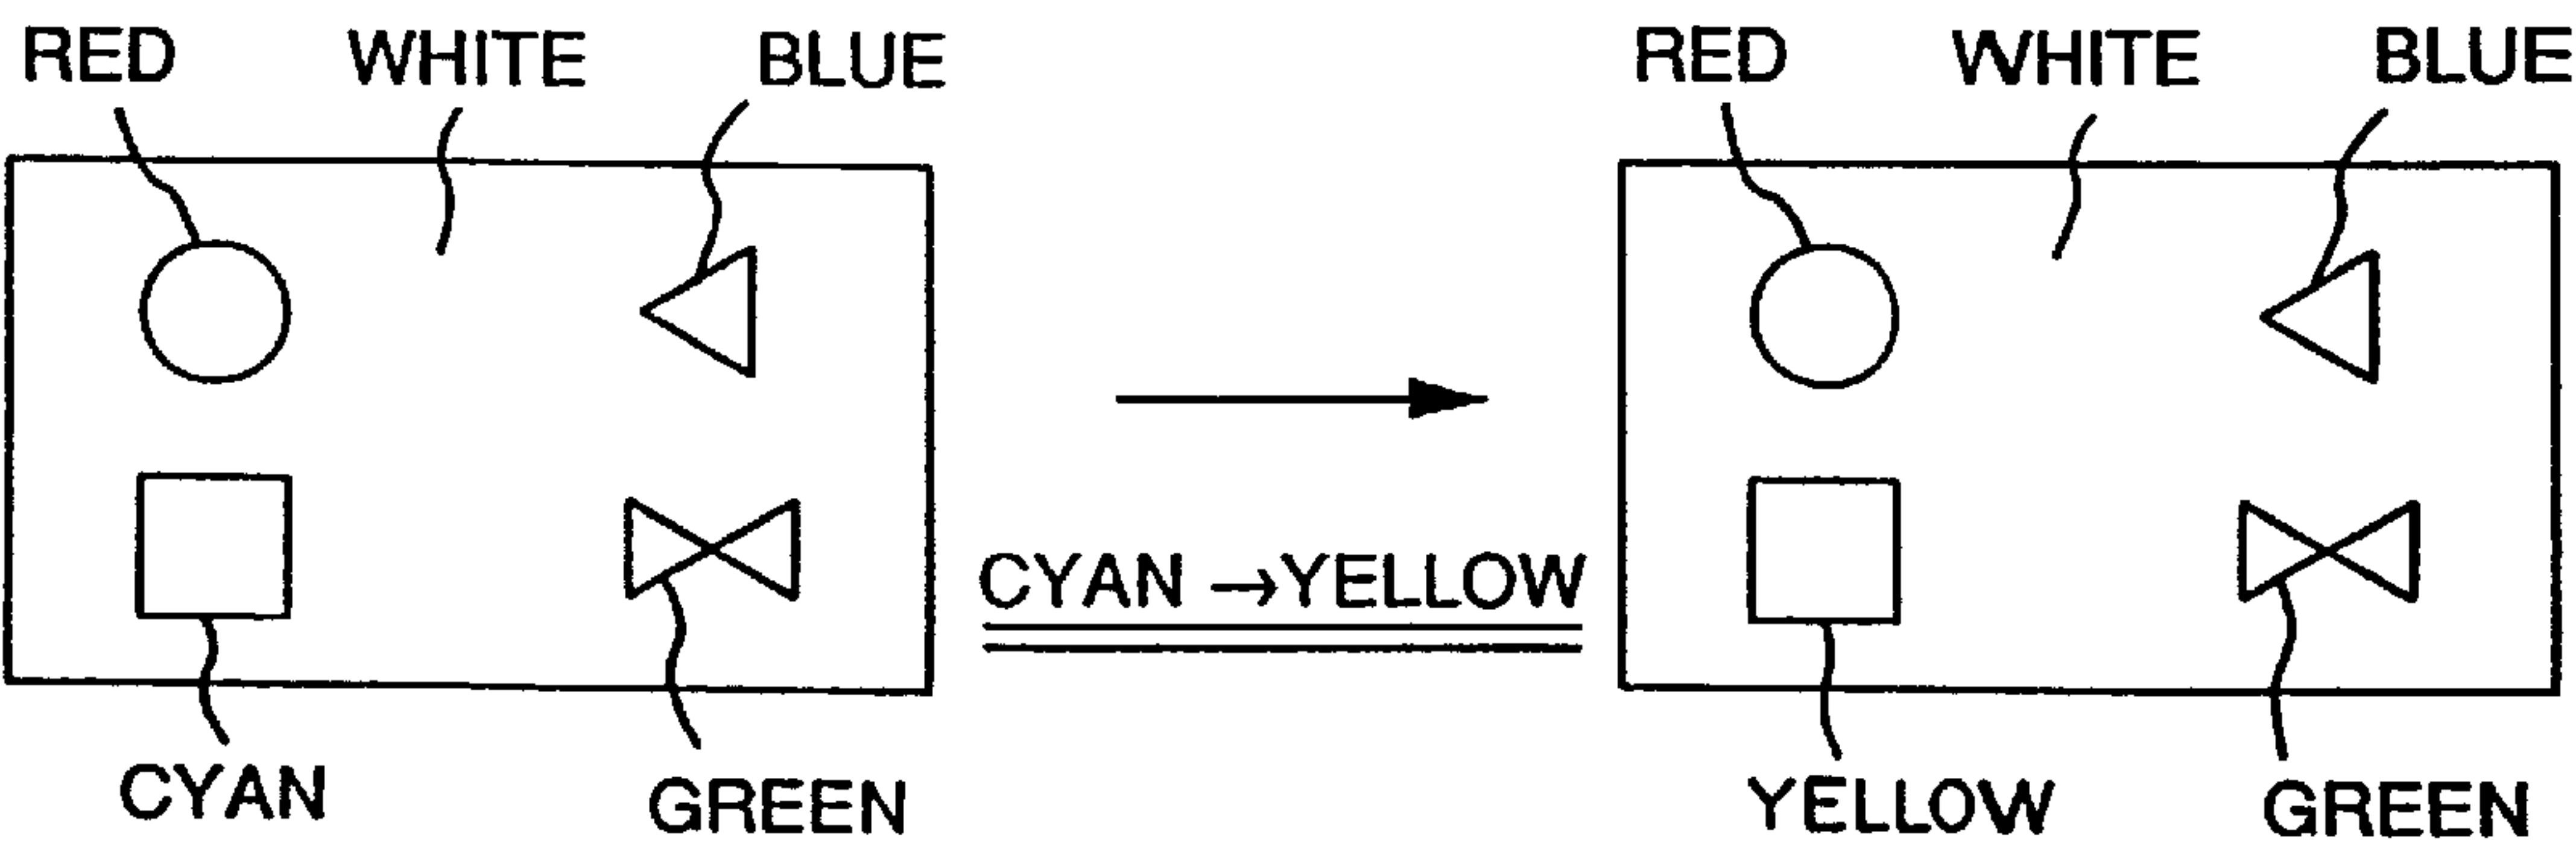 RED WHITE BLUE
RED WHITE BLUE
CYAN →YELLOW
CYAN GREEN
YELLOW GREEN